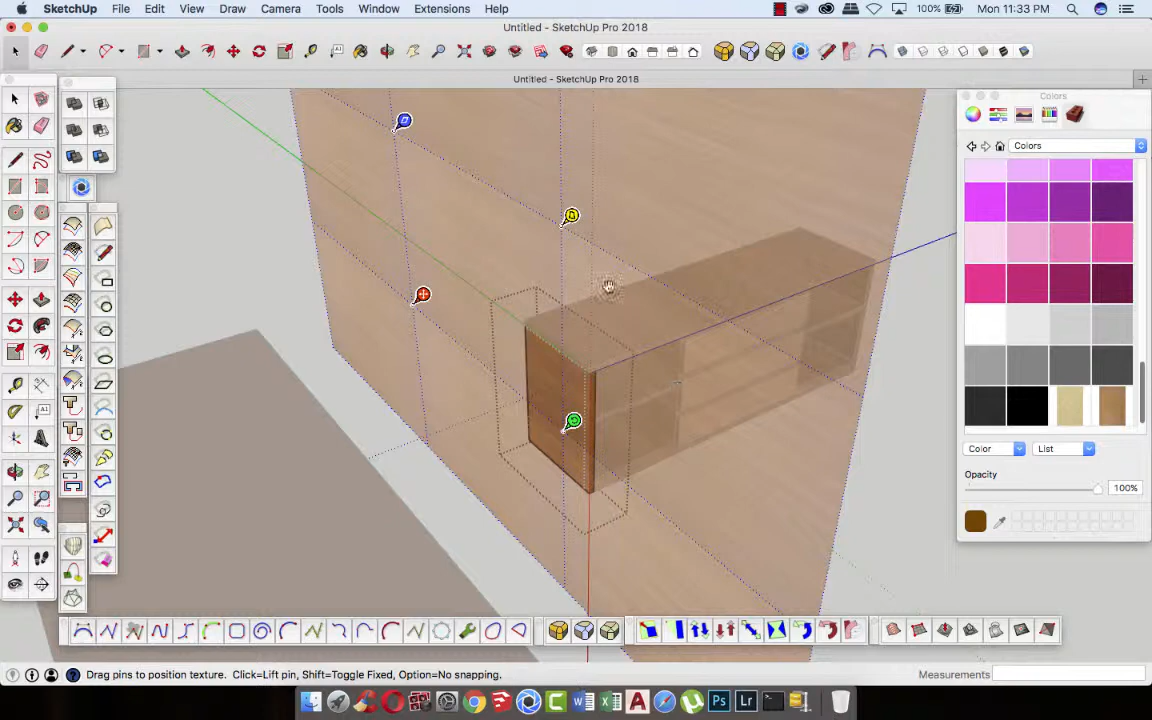 SketchUp File Edit View Draw Camera Tools Window Extensions Help 100% Mon 11:33 PM
Untitled - SketchUp Pro 2018
Untitled - SketchUp Pro 2018
Colors
Colors
Color List
Opacity
100%
Drag pins to position texture. Click=Lift pin, Shift=Toggle Fixed, Option=No snapping. Measurements